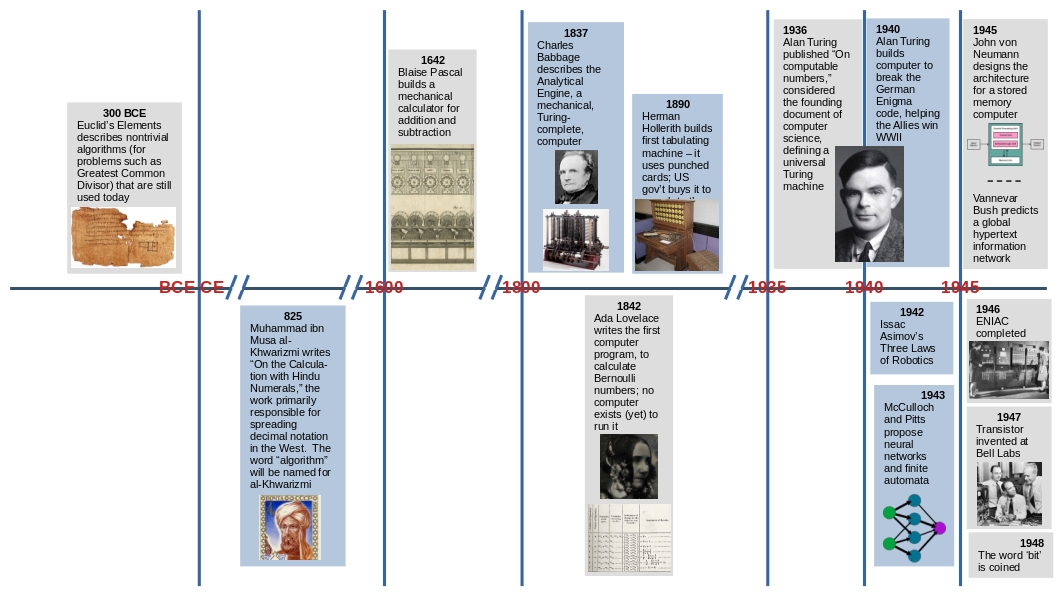 300 BCE
Euclid's Elements
describes nontrivial
algorithms (for
problems such as
Greatest Common
Divisor) that are still
used today
1642
Blaise Pascal
builds a
mechanical
calculator for
addition and
subtraction
1837
Charles
Babbage
describes the
Analytical
Engine, a
mechanical,
Turing-
complete,
computer
1890
Herman
Hollerith builds
first tabulating
machine – it
uses punched
cards; US
gov't buys it to
1936
Alan Turing
published “On
computable
numbers,”
considered
the founding
document of
computer
science,
defining a
universal
Turing
machine
1940
Alan Turing
builds
computer to
break the
German
Enigma
code, helping
the Allies win
WWII
1945
John von
Neumann
designs the
architecture
for a stored
memory
computer
Vannevar
Bush predicts
a global
hypertext
information
network
BCE CE
1600
1800
1935
1940
1945
825
Muhammad ibn
Musa al-
Khwarizmi writes
“On the Calcula-
tion with Hindu
Numerals,” the
work primarily
responsible for
spreading
decimal notation
in the West. The
word “algorithm”
will be named for
al-Khwarizmi
1842
Ada Lovelace
writes the first
computer
program, to
calculate
Bernoulli
numbers; no
computer
exists (yet) to
run it
1942
Issac
Asimov's
Three Laws
of Robotics
1943
McCulloch
and Pitts
propose
neural
networks
and finite
automata
1946
ENIAC
completed
1947
Transistor
invented at
Bell Labs
1948
The word 'bit'
is coined